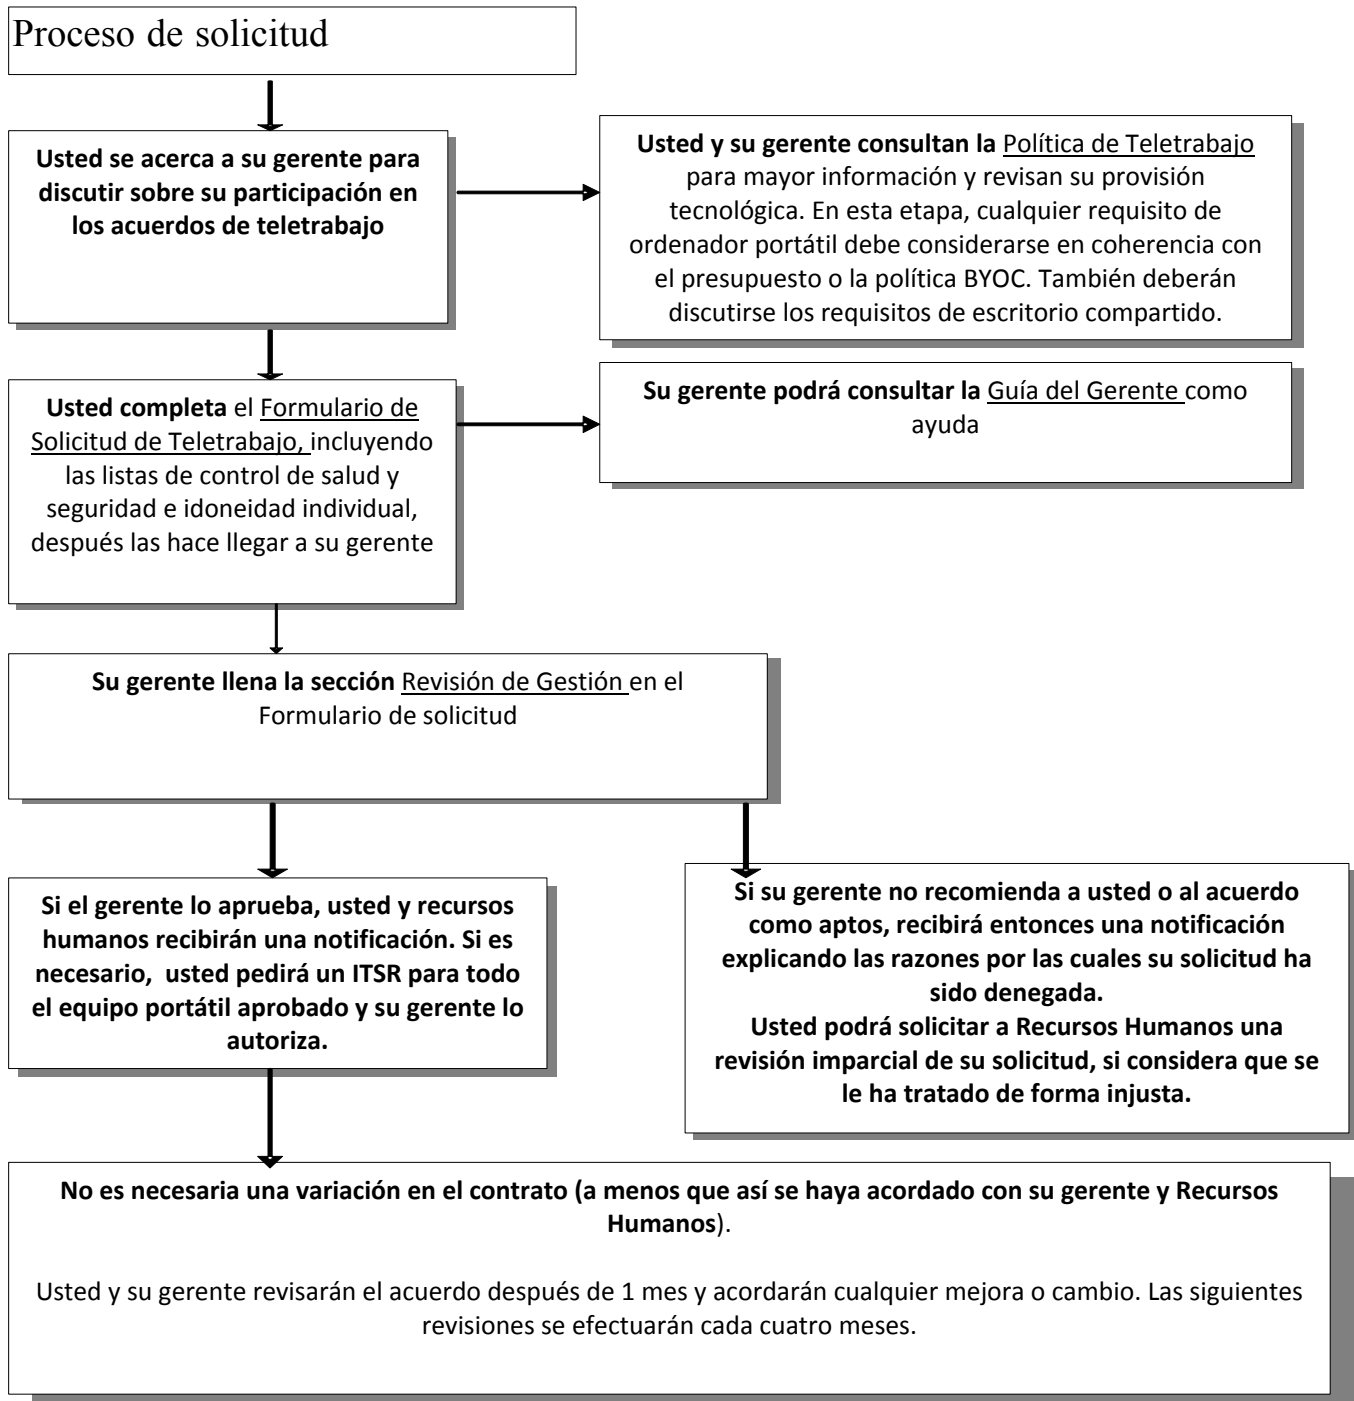 Proceso de solicitud
Usted se acerca a su gerente para
discutir sobre su participación en
los acuerdos de teletrabajo
Usted y su gerente consultan la Política de Teletrabajo
para mayor información y revisan su provisión
tecnológica. En esta etapa, cualquier requisito de
ordenador portátil debe considerarse en coherencia con
el presupuesto o la política BYOC. También deberán
discutirse los requisitos de escritorio compartido.
Usted completa el Formulario de
Solicitud de Teletrabajo, incluyendo
las listas de control de salud y
seguridad e idoneidad individual,
después las hace llegar a su gerente
Su gerente podrá consultar la Guía del Gerente como
ayuda
Su gerente llena la sección Revisión de Gestión en el
Formulario de solicitud
Si el gerente lo aprueba, usted y recursos
humanos recibirán una notificación. Si es
necesario,  usted pedirá un ITSR para todo
el equipo portátil aprobado y su gerente lo
autoriza.
Si su gerente no recomienda a usted o al acuerdo
como aptos, recibirá entonces una notificación
explicando las razones por las cuales su solicitud ha
sido denegada.
Usted podrá solicitar a Recursos Humanos una
revisión imparcial de su solicitud, si considera que se
le ha tratado de forma injusta.
No es necesaria una variación en el contrato (a menos que así se haya acordado con su gerente y Recursos
Humanos).
Usted y su gerente revisarán el acuerdo después de 1 mes y acordarán cualquier mejora o cambio. Las siguientes
revisiones se efectuarán cada cuatro meses.